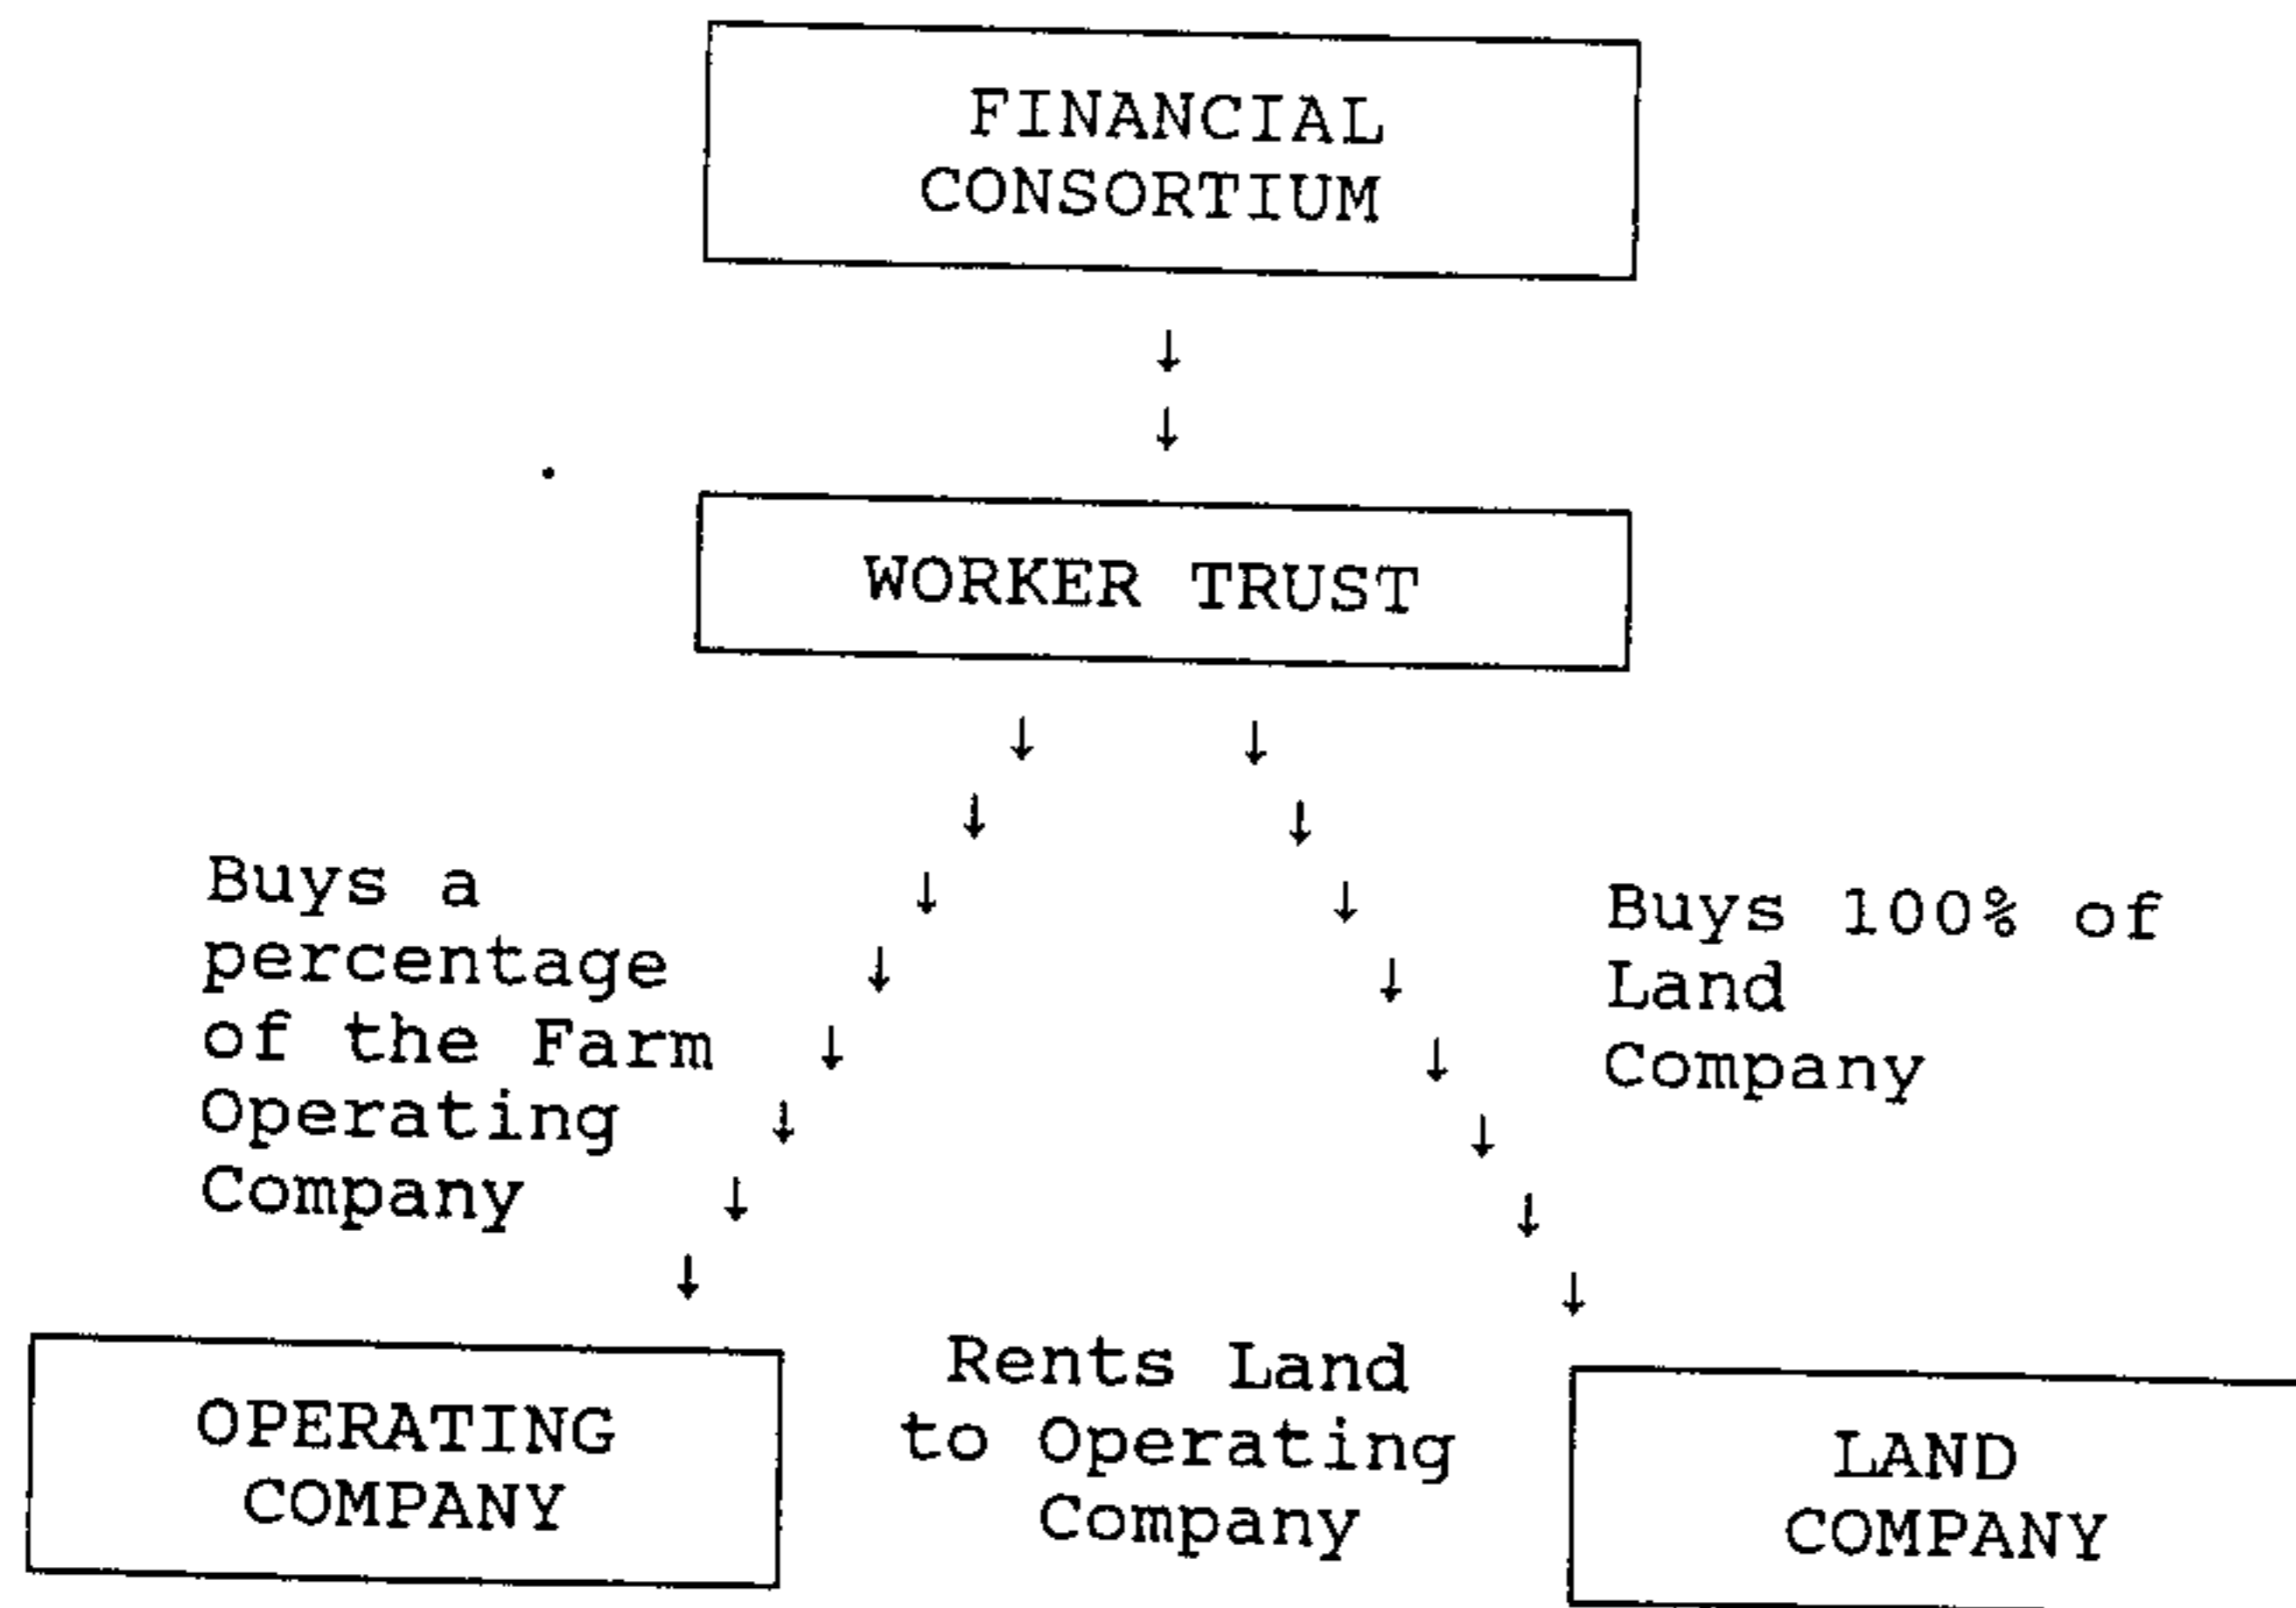 FINANCIAL
CONSORTIUM
WORKER TRUST
Buys a
percentage
of the Farm
Operating
Company
Buys 100% of
Land
Company
OPERATING
COMPANY
Rents Land
to Operating
Company
LAND
COMPANY